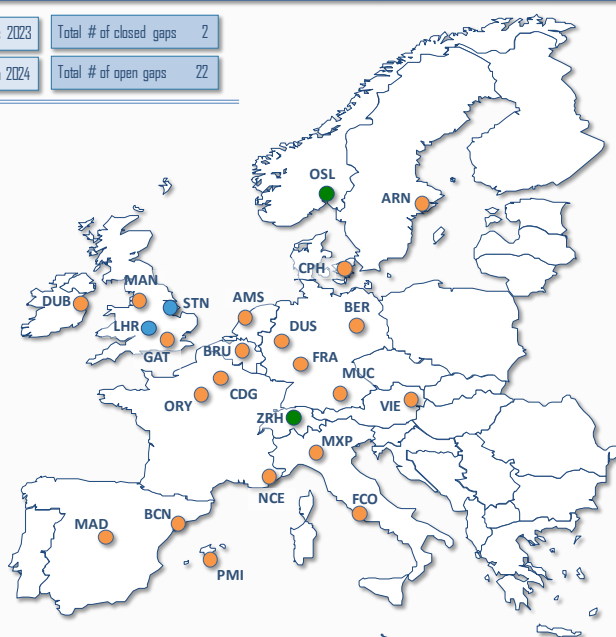 2023
Total # of closed gaps 2
2024
Total # of open gaps 22
OSL
ARN
CPH
MAN
DUB
STN
AMS
BER
LHR
DUS
GAT
BRU
FRA
MUC
CDG
ORY
VIE
ZRH
MXP
NCE
FCO
BCN
MAD
PMI